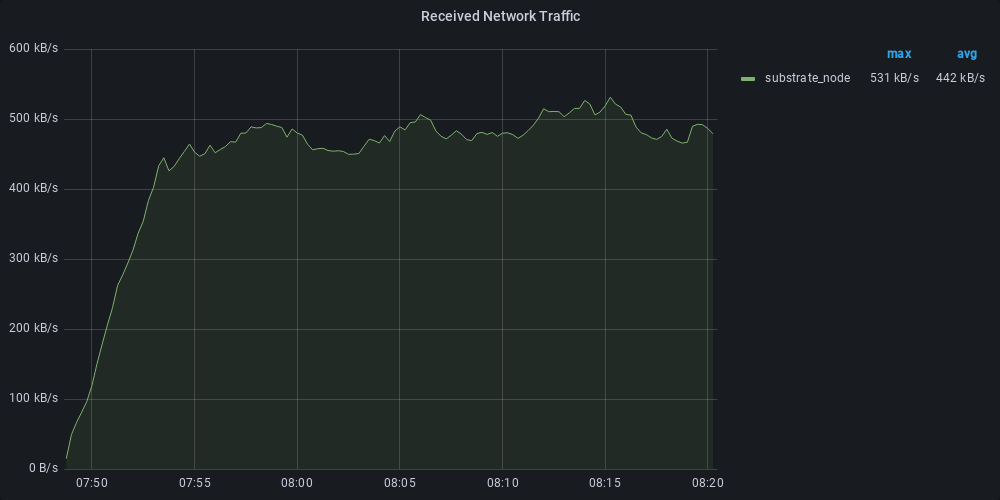 Received Network Traffic
600 kB/s
500 kB/s
400 kB/s
300 kB/s
200 kB/s
100 kB/s
0 B/s
07:50 07:55 08:00 08:05 08:10 08:15 08:20
max avg
substrate_node 531 kB/s 442 kB/s